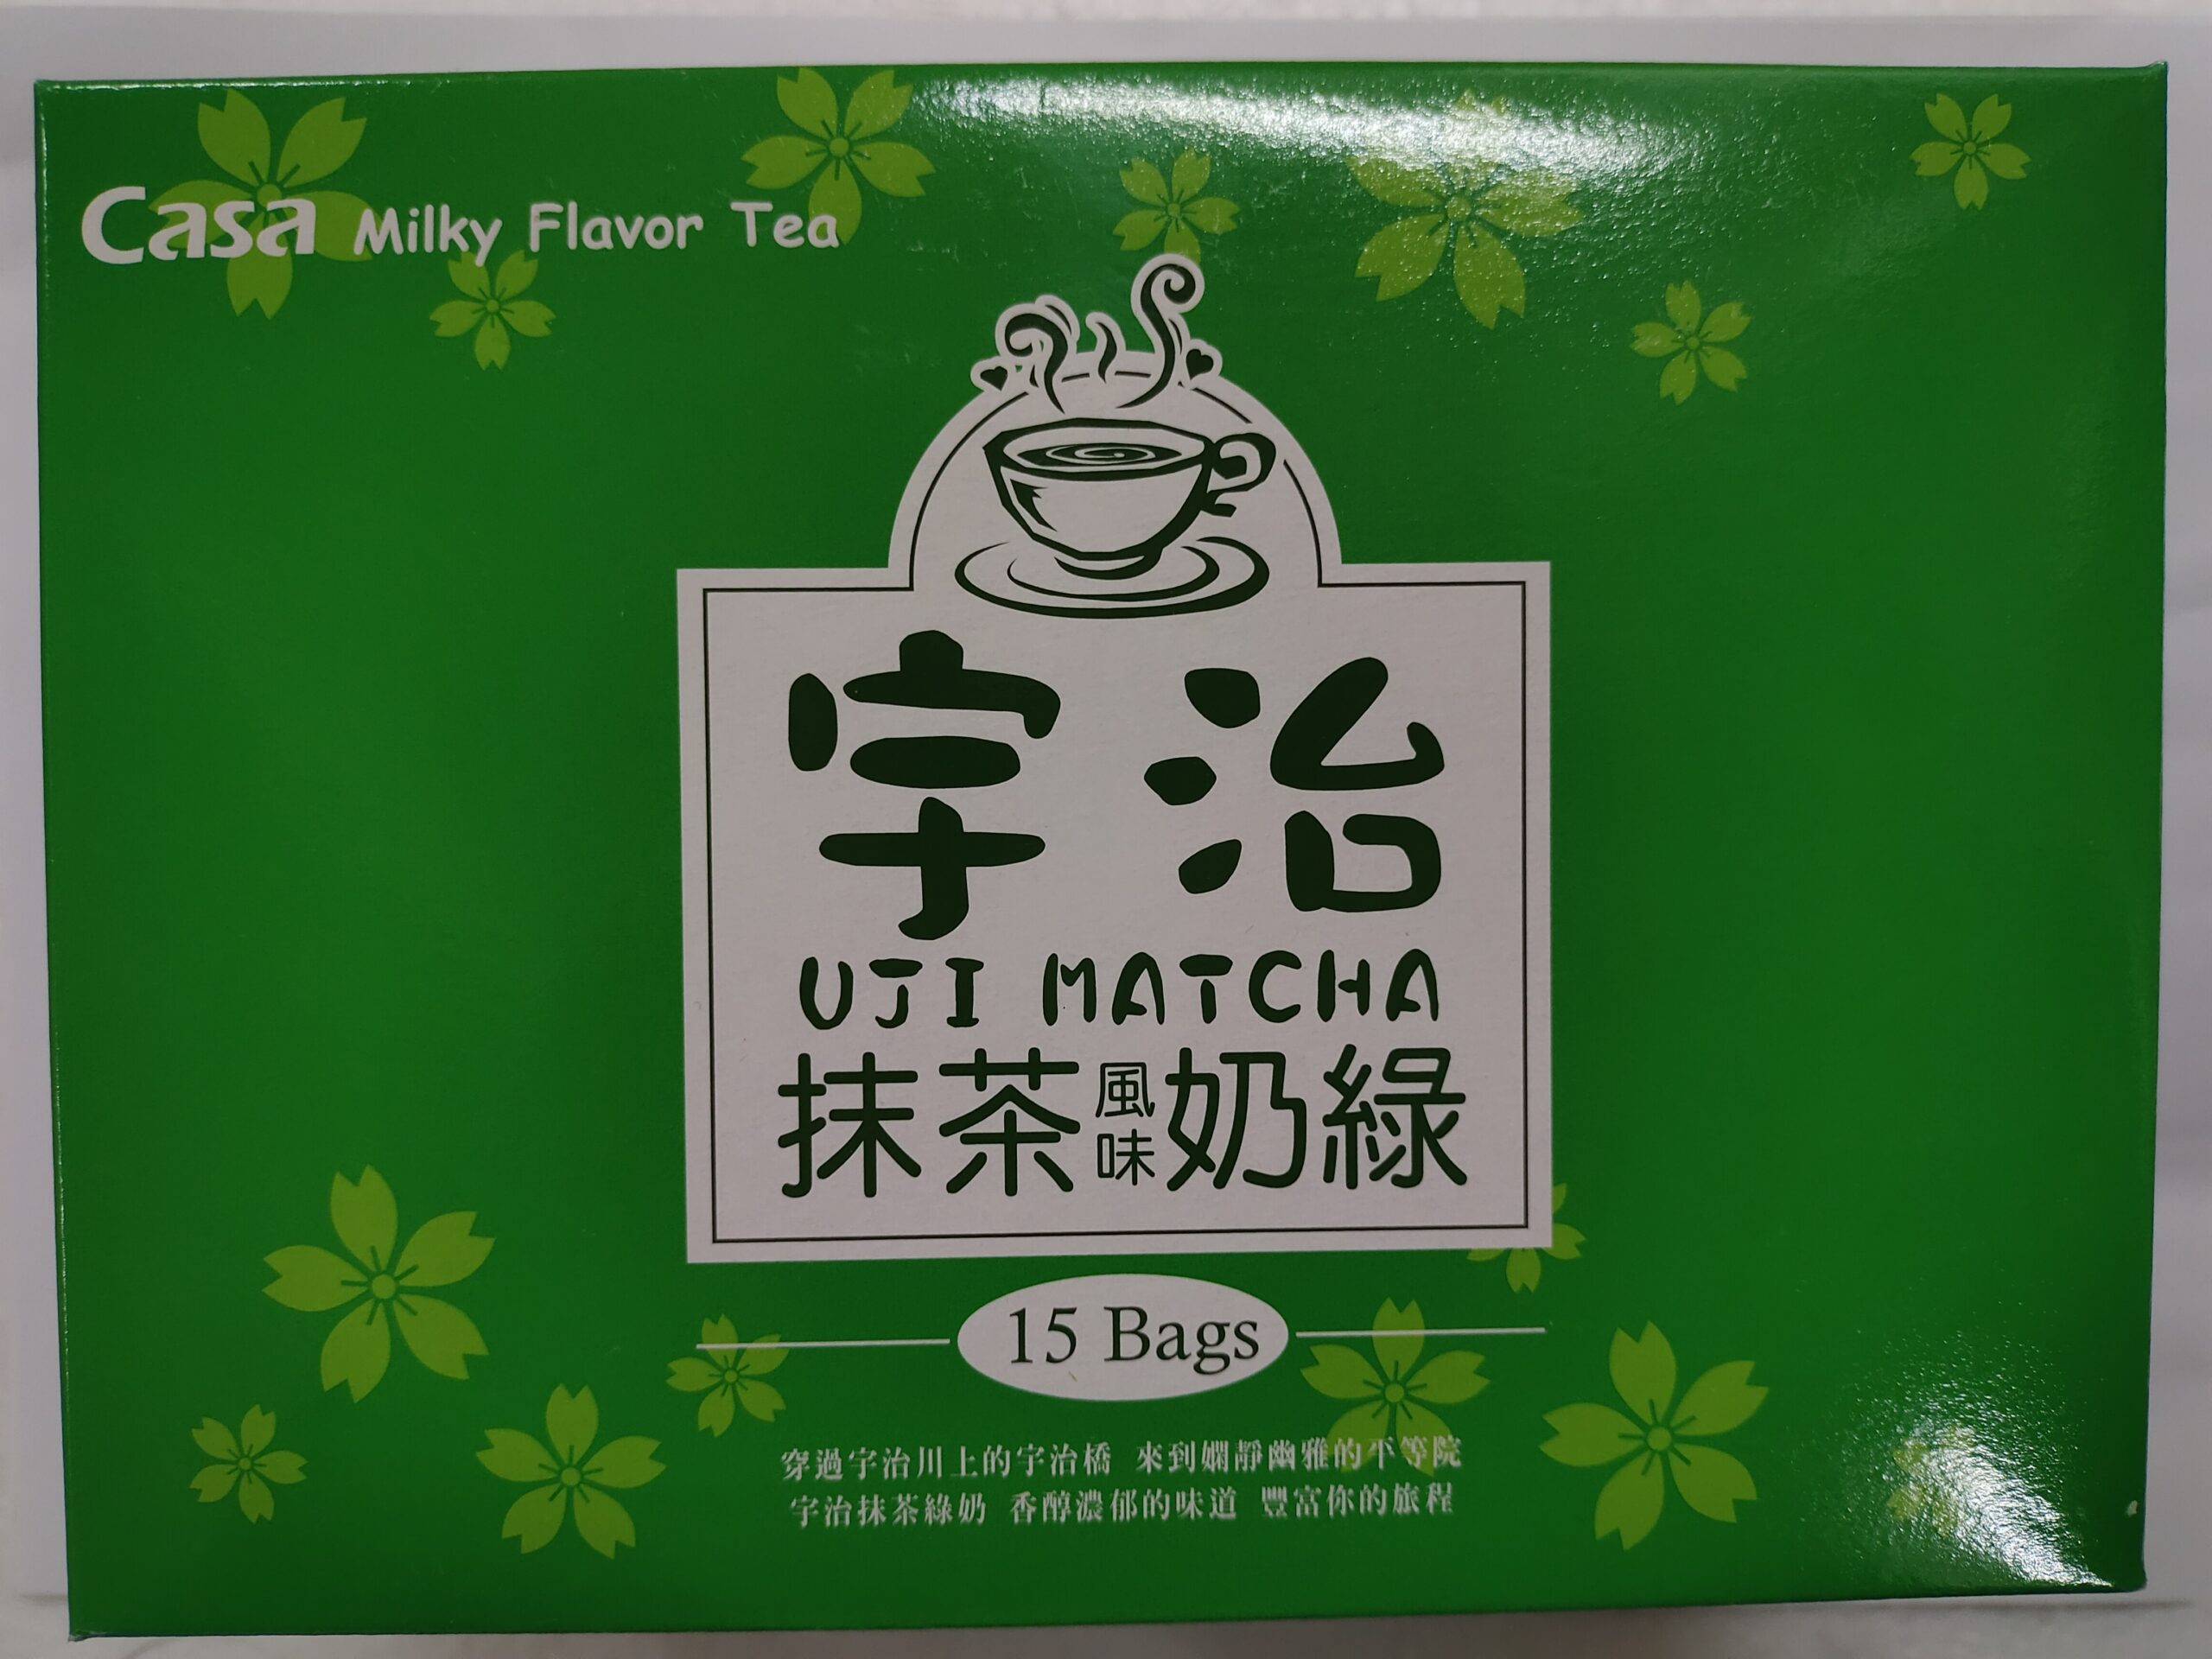 Casa Milky Flavor Tea
宇治
UJI MATCHA
抹茶風味奶綠
15 Bags
穿過宇治川上的宇治橋 來到嫻靜幽雅的平等院
宇治抹茶綠奶 香醇濃郁的味道 豐富你的旅程